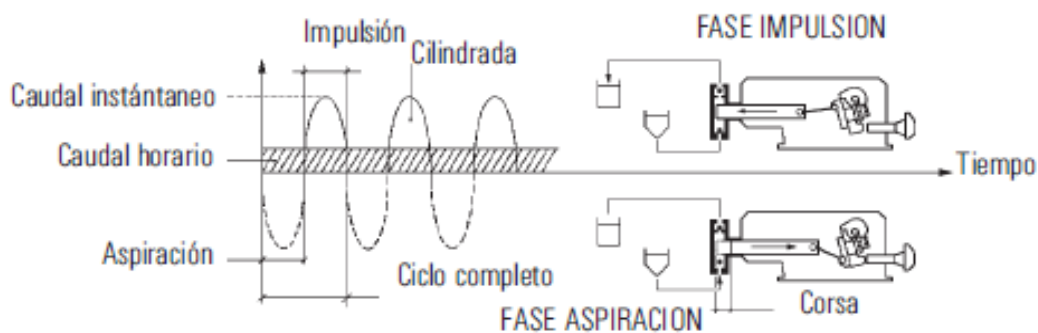 Impulsión
FASE IMPULSION
Cilindrada
Caudal instántaneo
Caudal horario
Tiempo
Aspiración
Ciclo completo
Corsa
FASE ASPIRACION